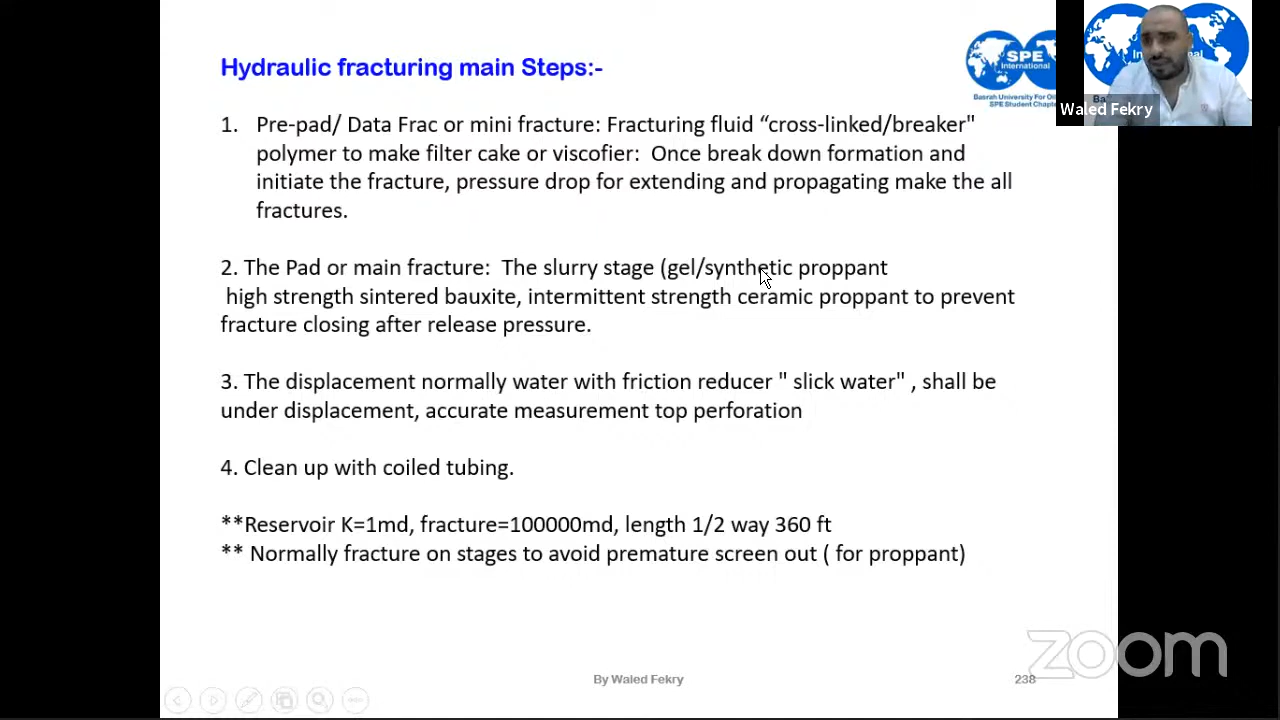 Hydraulic fracturing main Steps:-
SPE
International
Basrah University For Oil
SPE Student Chapt
Waled Fekry
1. Pre-pad/ Data Frac or mini fracture: Fracturing fluid “cross-linked/breaker"
polymer to make filter cake or viscofier: Once break down formation and
initiate the fracture, pressure drop for extending and propagating make the all
fractures.
2. The Pad or main fracture: The slurry stage (gel/synthetic proppant
high strength sintered bauxite, intermittent strength ceramic proppant to prevent
fracture closing after release pressure.
3. The displacement normally water with friction reducer " slick water" , shall be
under displacement, accurate measurement top perforation
4. Clean up with coiled tubing.
**Reservoir K=1md, fracture=100000md, length 1/2 way 360 ft
** Normally fracture on stages to avoid premature screen out ( for proppant)
zoom
By Waled Fekry
238